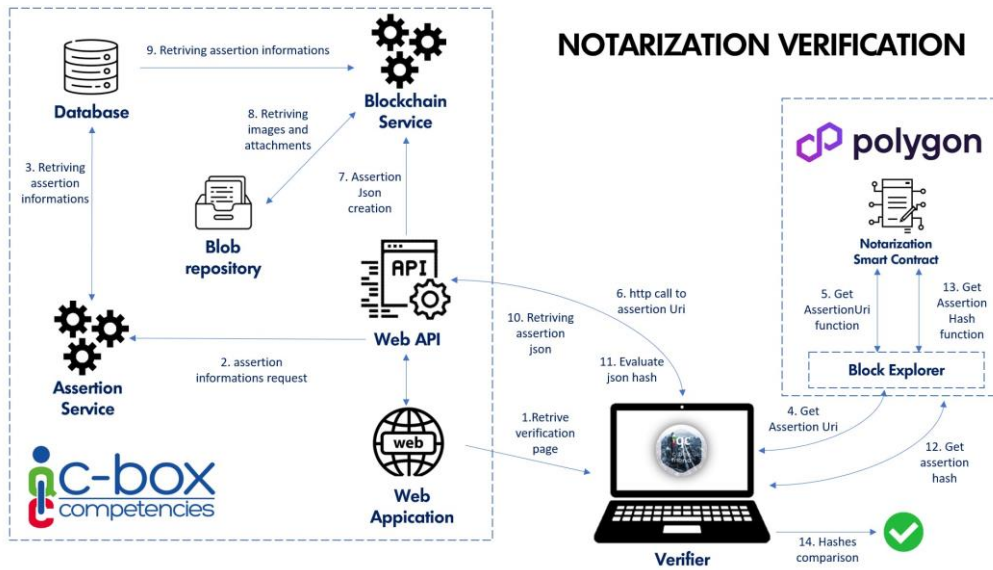 NOTARIZATION VERIFICATION
9. Retriving assertion informations
Database
Blockchain
Service
8. Retriving
images and
attachments
3. Retriving
assertion
informations
7. Assertion
Json
creation
Blob
repository
API
Web API
2. assertion
informations request
Assertion
Service
web
Web
Appication
c-box
competencies
1.Retrive
verification
page
6. http call to
assertion Uri
10. Retriving
assertion
json
11. Evaluate
json hash
polygon
Notarization
Smart Contract
5. Get
AssertionUri
function
13. Get
Assertion
Hash
function
Block Explorer
4. Get
Assertion Uri
12. Get
assertion
hash
Verifier
14. Hashes
comparison